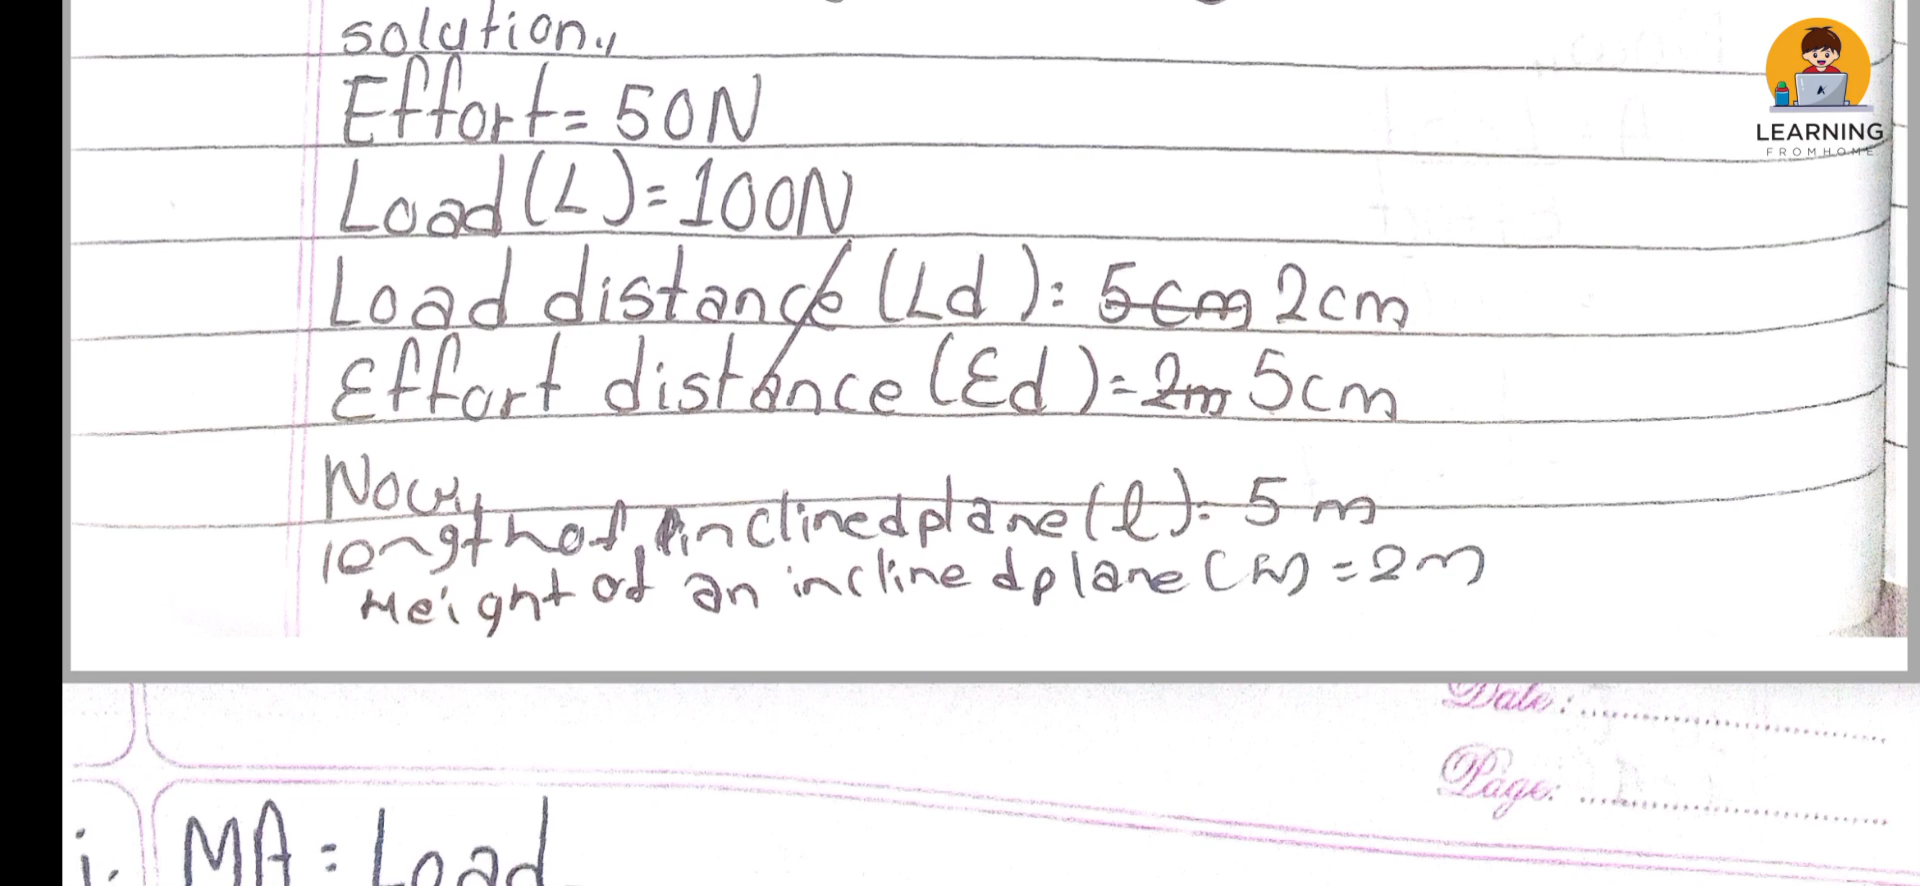 solution,,
Effort= 50N
Load(L)=100N
Load distance (Ld): 5cm 2cm
Effort distance (Ed)=2m 5cm
Now,,
length of inclined plane (l): 5 m
Height of an inclined plane (h) = 2m
LEARNING
FROM HOME
Date:
Page:
i. MA = Load